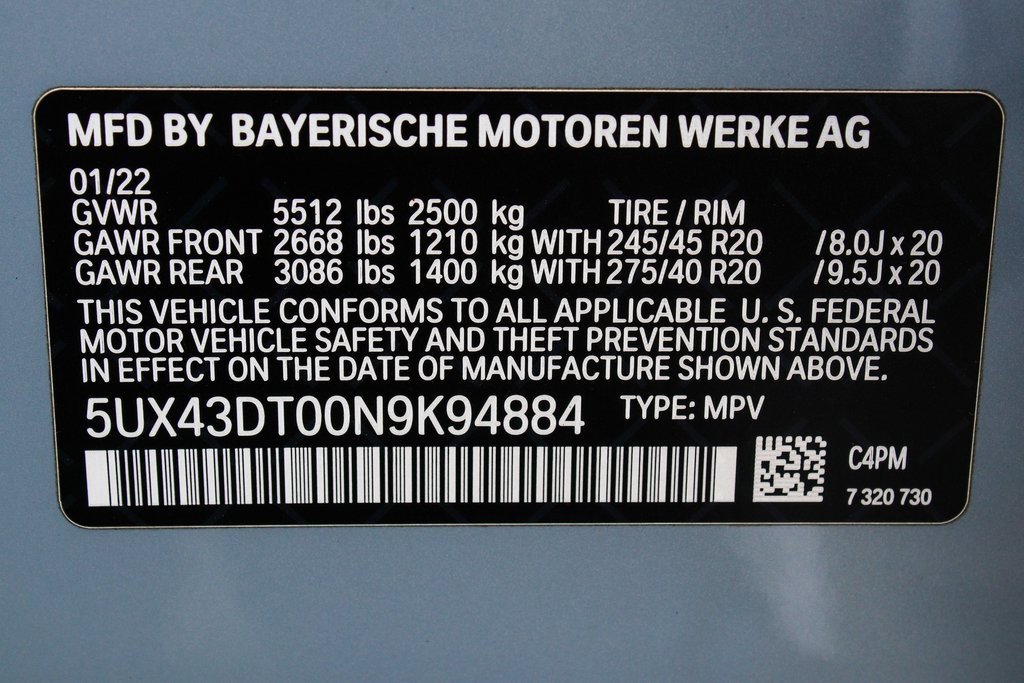 MFD BY BAYERISCHE MOTOREN WERKE AG
01/22
GVWR 5512 lbs 2500 kg TIRE / RIM
GAWR FRONT 2668 lbs 1210 kg WITH 245/45 R20 /8.0J x 20
GAWR REAR 3086 lbs 1400 kg WITH 275/40 R20 /9.5J x 20
THIS VEHICLE CONFORMS TO ALL APPLICABLE U. S. FEDERAL
MOTOR VEHICLE SAFETY AND THEFT PREVENTION STANDARDS
IN EFFECT ON THE DATE OF MANUFACTURE SHOWN ABOVE.
5UX43DT00N9K94884 TYPE: MPV
C4PM
7 320 730